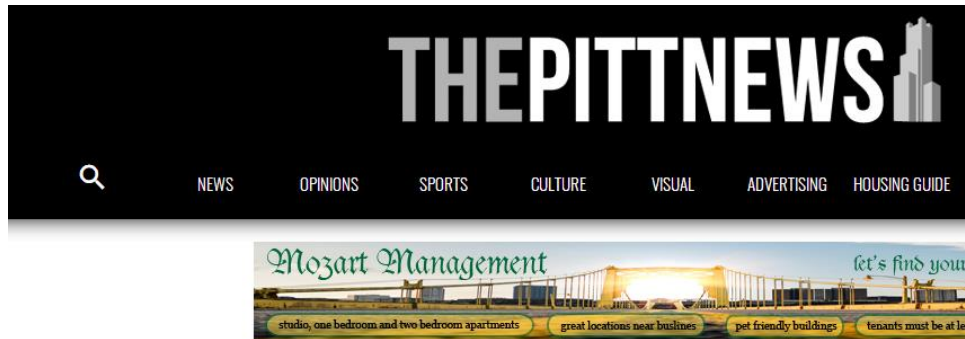 THEPITTNEWS
NEWS OPINIONS SPORTS CULTURE VISUAL ADVERTISING HOUSING GUIDE
Mozart Management let's find your
studio, one bedroom and two bedroom apartments great locations near buslines pet friendly buildings tenants must be at le